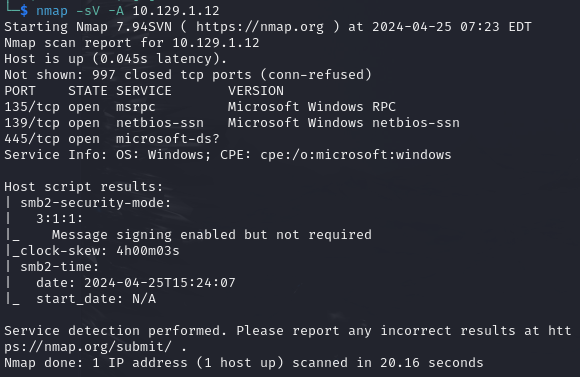 └─$ nmap -sV -A 10.129.1.12
Starting Nmap 7.94SVN ( https://nmap.org ) at 2024-04-25 07:23 EDT
Nmap scan report for 10.129.1.12
Host is up (0.045s latency).
Not shown: 997 closed tcp ports (conn-refused)
PORT    STATE SERVICE       VERSION
135/tcp open  msrpc         Microsoft Windows RPC
139/tcp open  netbios-ssn   Microsoft Windows netbios-ssn
445/tcp open  microsoft-ds?
Service Info: OS: Windows; CPE: cpe:/o:microsoft:windows

Host script results:
| smb2-security-mode:
|   3:1:1:
|_    Message signing enabled but not required
|_clock-skew: 4h00m03s
| smb2-time:
|   date: 2024-04-25T15:24:07
|_  start_date: N/A

Service detection performed. Please report any incorrect results at htt
ps://nmap.org/submit/ .
Nmap done: 1 IP address (1 host up) scanned in 20.16 seconds